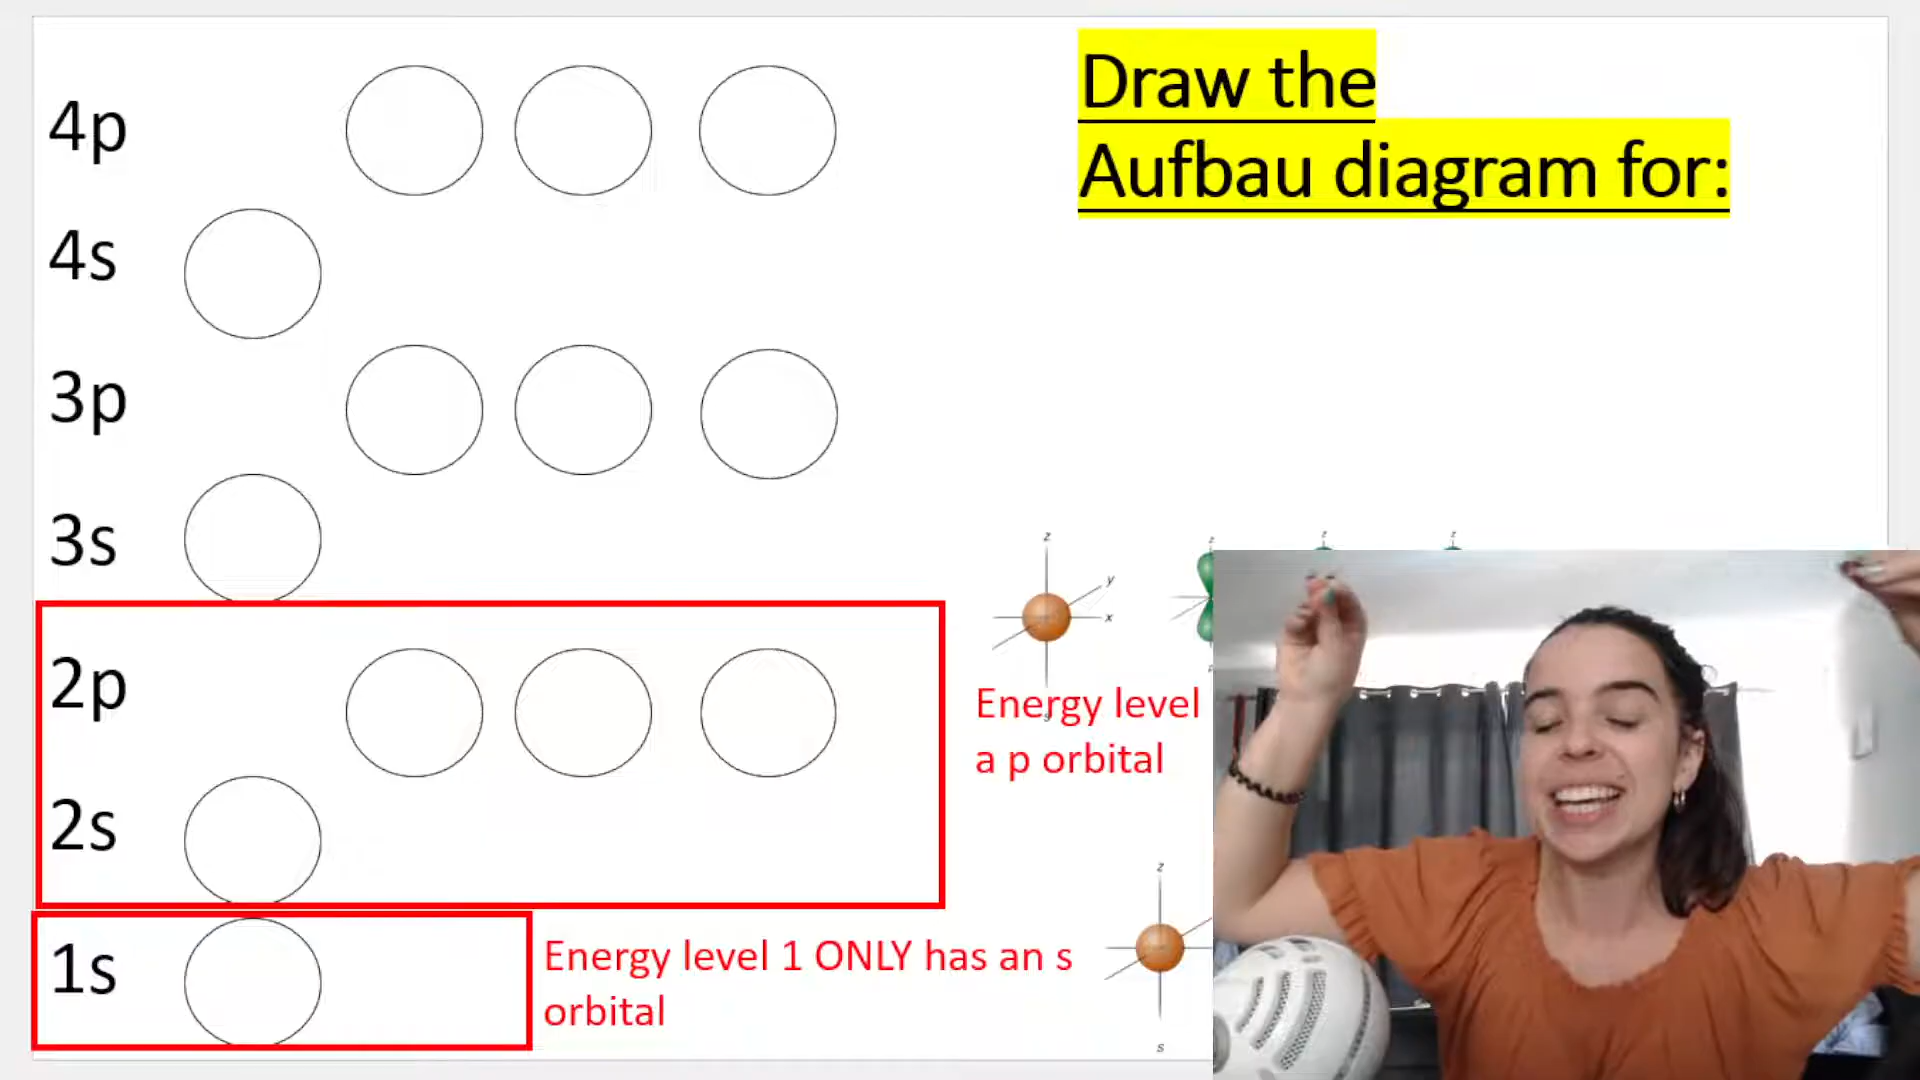 Draw the
Aufbau diagram for:
4p
4s
3p
3s
2p
2s
1s
z
y
x
z
z
z
Energy level
a p orbital
s
Energy level 1 ONLY has an s
orbital
z
s